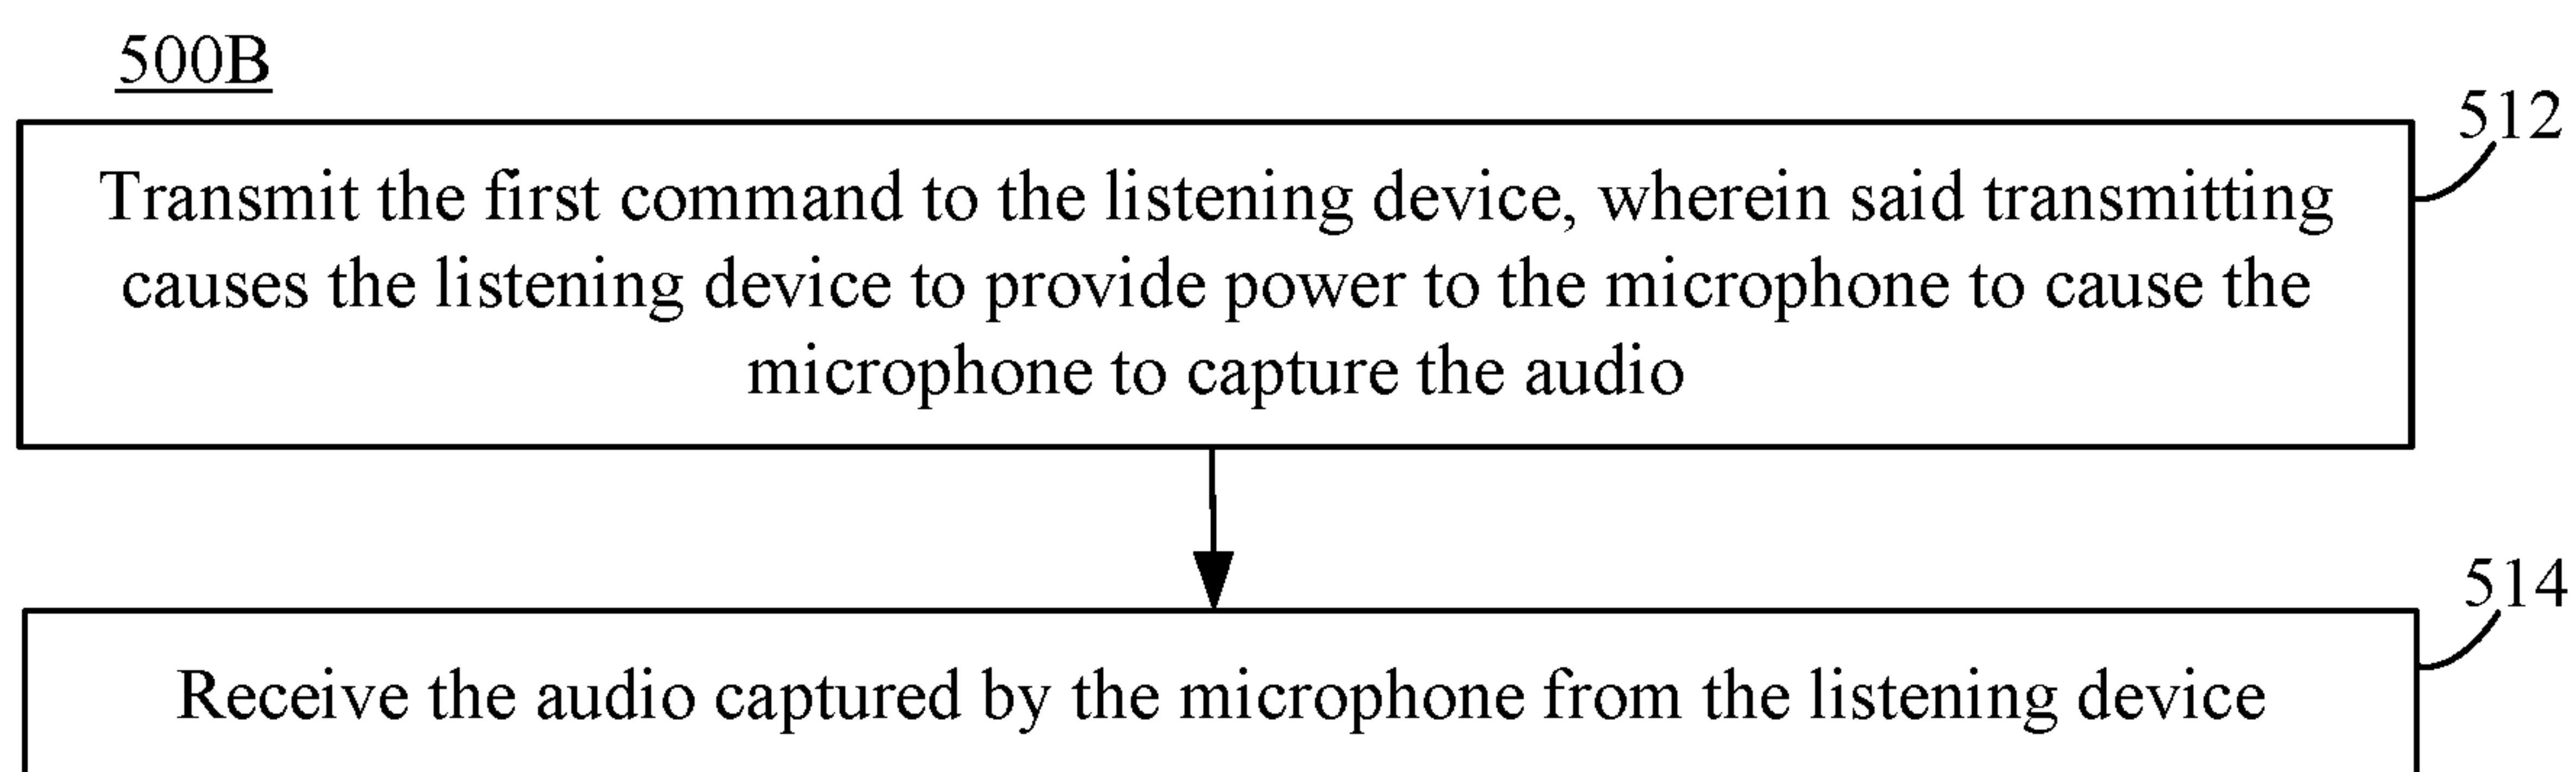 500B
512
Transmit the first command to the listening device, wherein said transmitting
causes the listening device to provide power to the microphone to cause the
microphone to capture the audio
514
Receive the audio captured by the microphone from the listening device